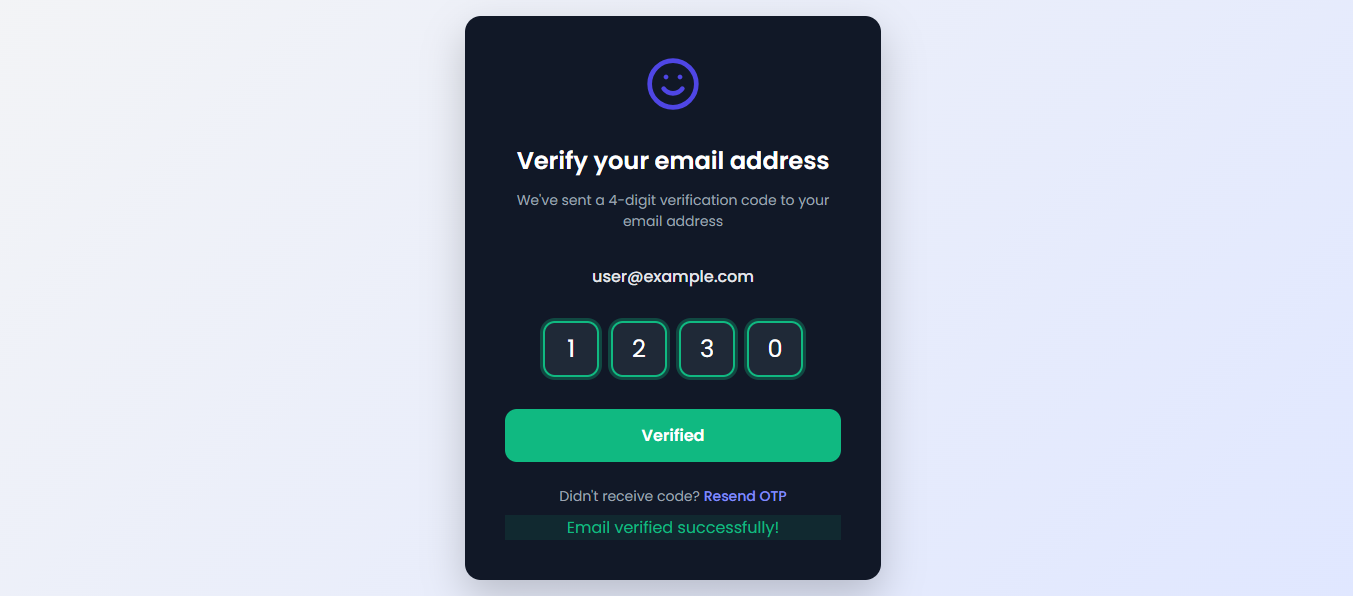 Verify your email address
We've sent a 4-digit verification code to your
email address
user@example.com
1 2 3 0
Verified
Didn't receive code? Resend OTP
Email verified successfully!